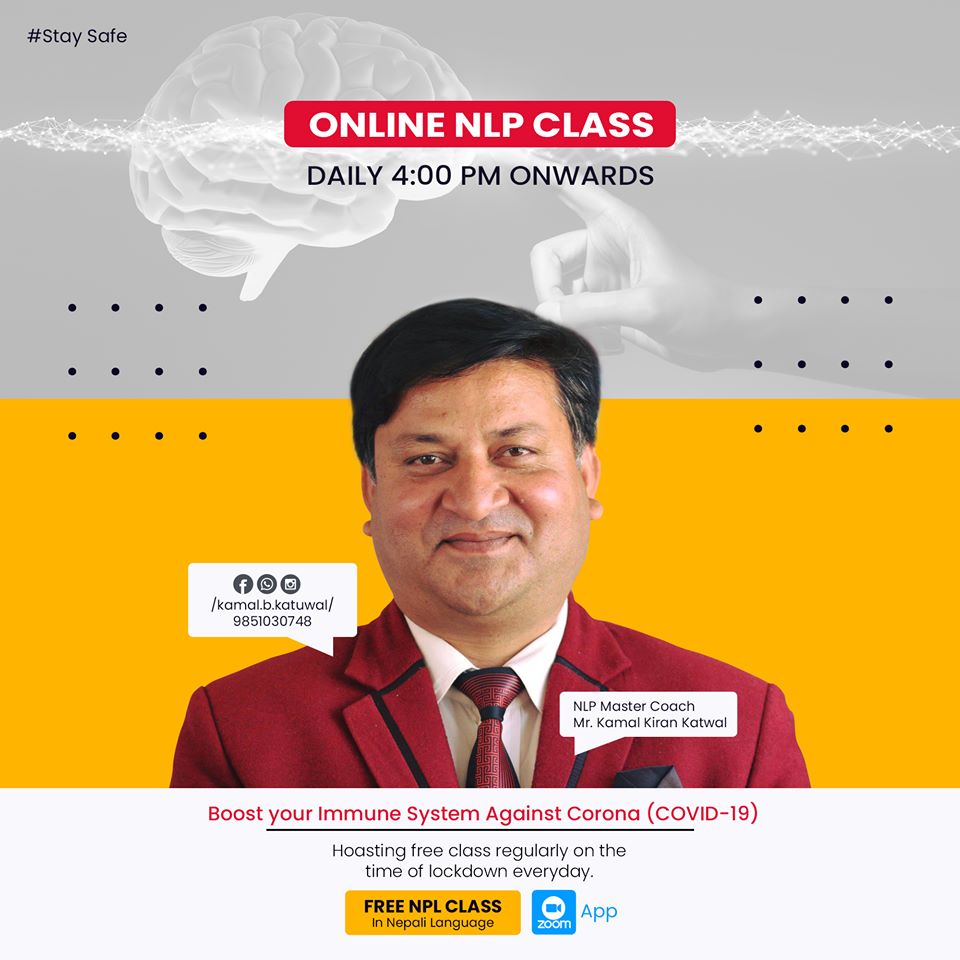 #Stay Safe
ONLINE NLP CLASS
DAILY 4:00 PM ONWARDS
/kamal.b.katuwal/
9851030748
NLP Master Coach
Mr. Kamal Kiran Katwal
Boost your Immune System Against Corona (COVID-19)
Hoasting free class regularly on the
time of lockdown everyday.
FREE NPL CLASS
In Nepali Language
zoom
App